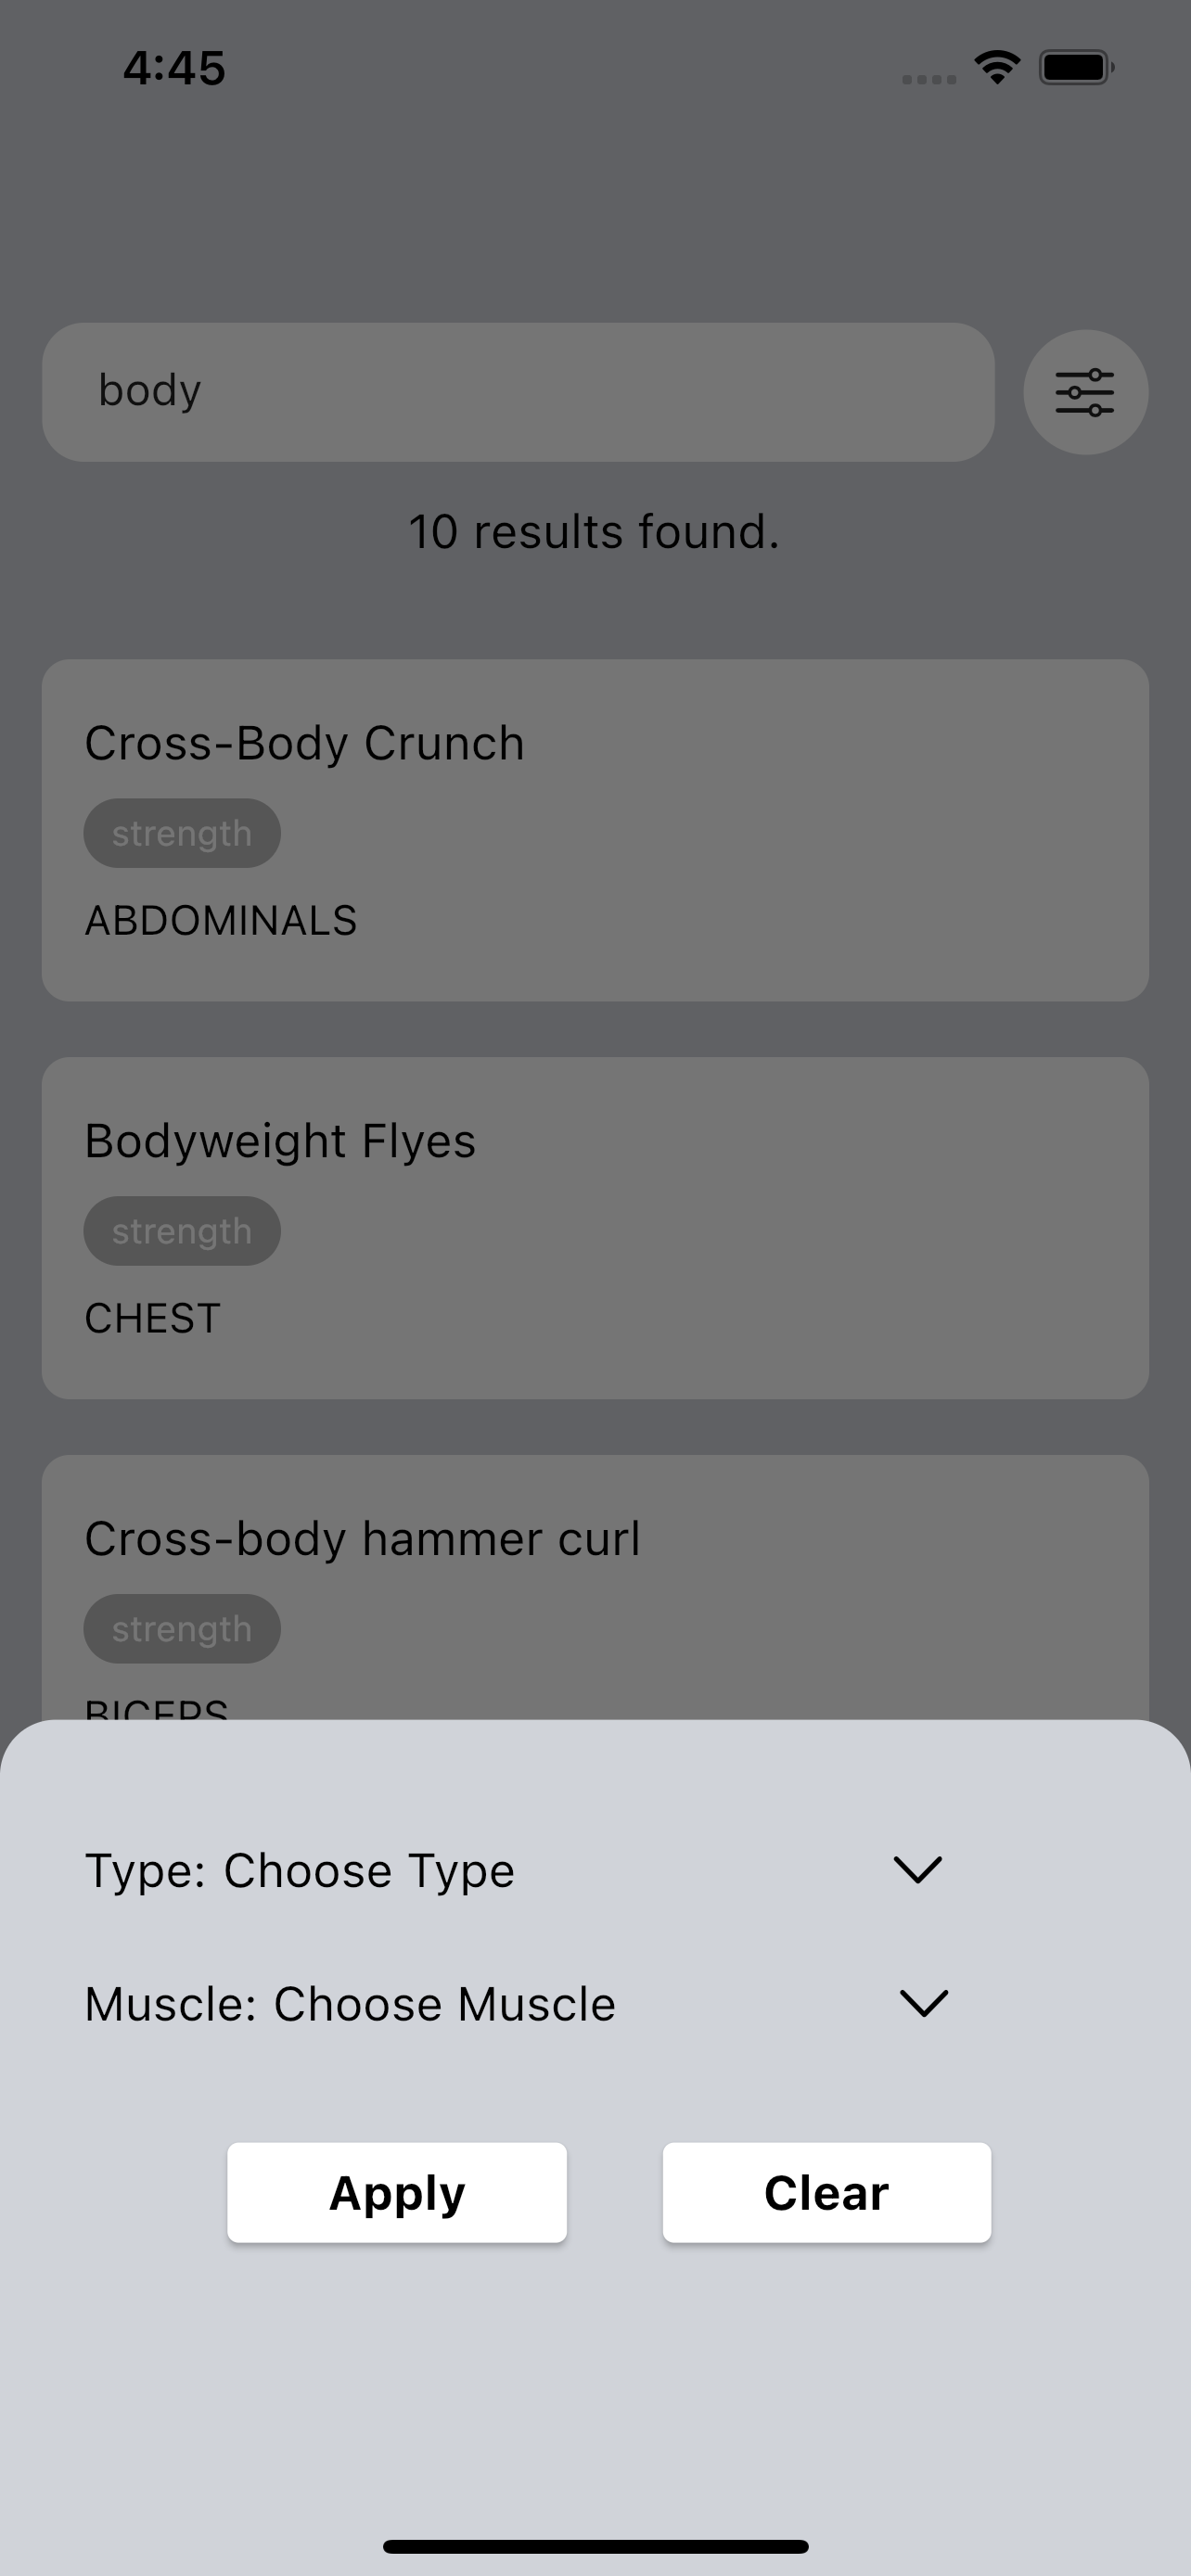 4:45
body
10 results found.
Cross-Body Crunch
strength
ABDOMINALS
Bodyweight Flyes
strength
CHEST
Cross-body hammer curl
strength
BICEPS
Type: Choose Type
Muscle: Choose Muscle
Apply Clear